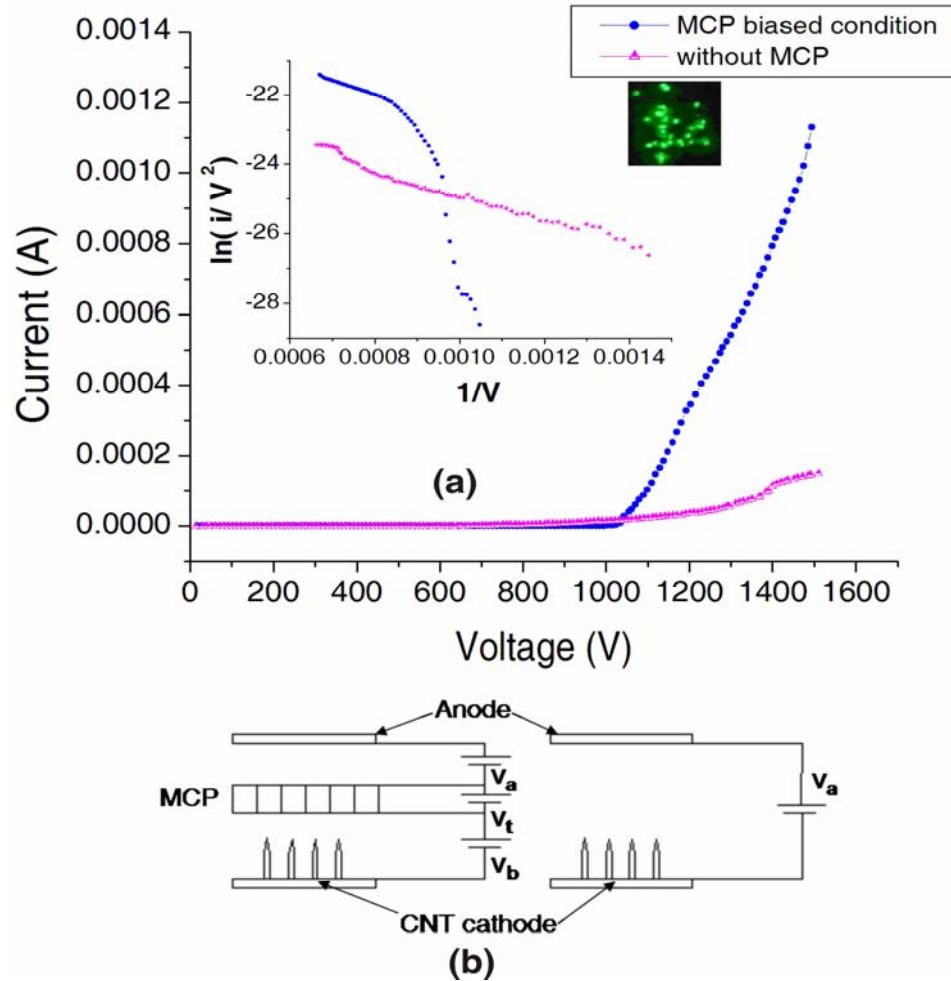 MCP biased condition
without MCP
Current (A)
0.0014
0.0012
0.0010
0.0008
0.0006
0.0004
0.0002
0.0000
ln( i/ V²)
-22
-24
-26
-28
0.0006 0.0008 0.0010 0.0012 0.0014
1/V
(a)
0 200 400 600 800 1000 1200 1400 1600
Voltage (V)
Anode
MCP
Va
Vt
Vb
Va
CNT cathode
(b)